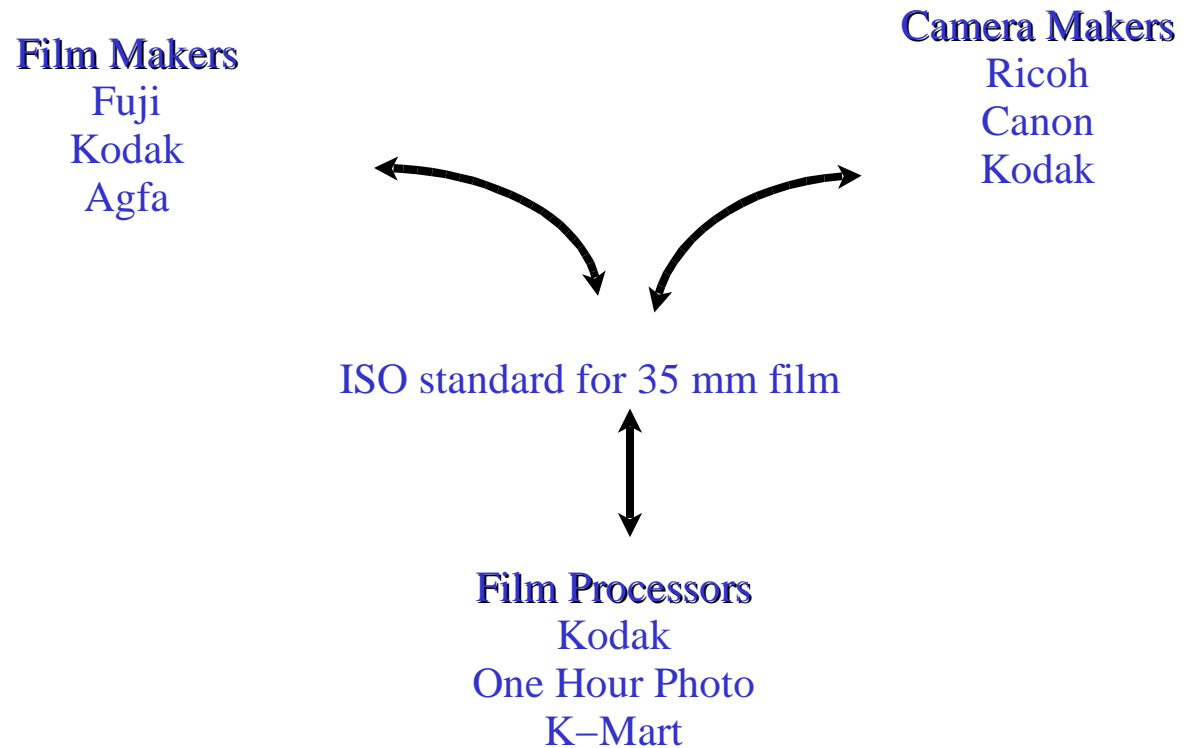 Film Makers
Fuji
Kodak
Agfa
Camera Makers
Ricoh
Canon
Kodak
ISO standard for 35 mm film
Film Processors
Kodak
One Hour Photo
K−Mart